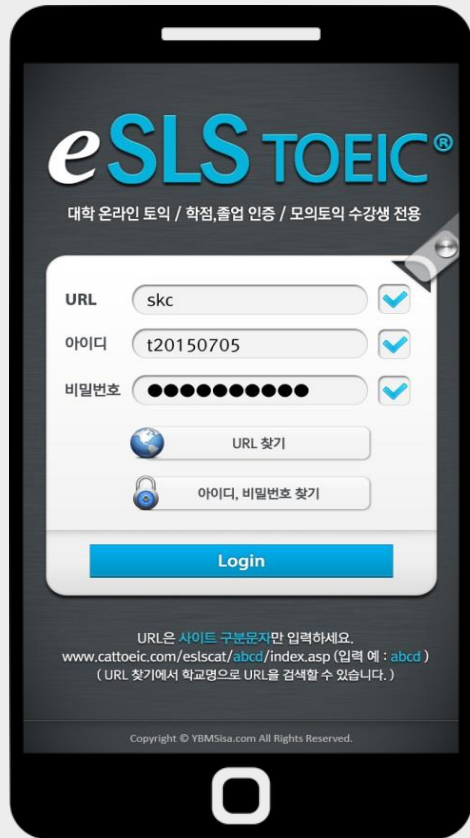 eSLS TOEIC®
대학 온라인 토익 / 학점,졸업 인증 / 모의토익 수강생 전용
URL skc
아이디 t20150705
비밀번호 ●●●●●●●●●●
URL 찾기
아이디, 비밀번호 찾기
Login
URL은 사이트 구분문자만 입력하세요.
www.cattoeic.com/eslscat/abcd/index.asp (입력 예 : abcd )
( URL 찾기에서 학교명으로 URL을 검색할 수 있습니다. )
Copyright © YBMSisa.com All Rights Reserved.